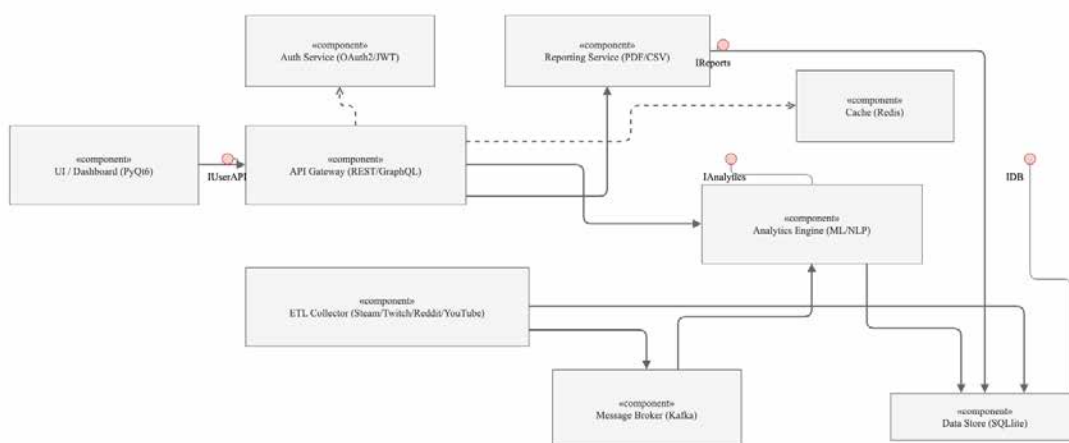 «component»
Auth Service (OAuth2/JWT)
«component»
Reporting Service (PDF/CSV)
IReports
«component»
Cache (Redis)
«component»
UI / Dashboard (PyQt6)
IUserAPI
«component»
API Gateway (REST/GraphQL)
IAnalytics
IDB
«component»
Analytics Engine (ML/NLP)
«component»
ETL Collector (Steam/Twitch/Reddit/YouTube)
«component»
Message Broker (Kafka)
«component»
Data Store (SQLlite)